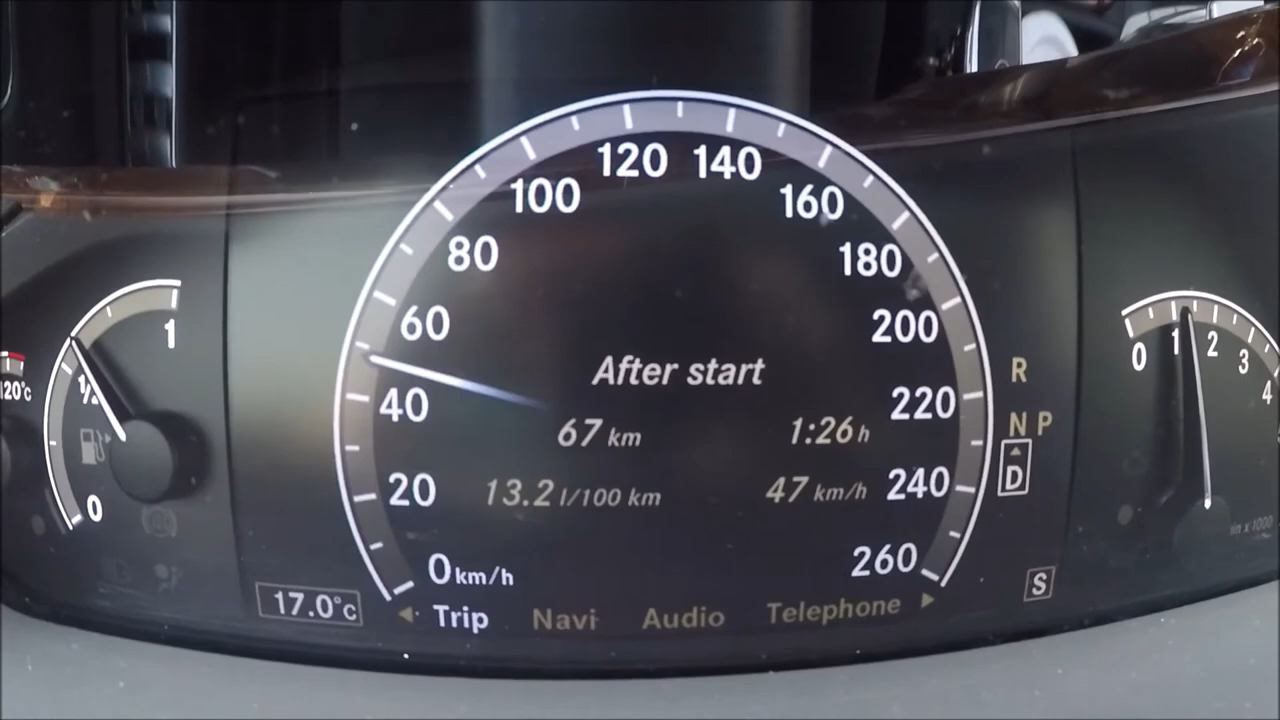 120 140
100 160
80 180
60 200
After start
40 220
67 km 1:26 h
20 13.2 l/100 km 47 km/h 240
0 km/h 260
17.0°C
Trip Navi Audio Telephone
R
N P
D
S
1
1/2
0
120°C
0 1 2 3 4
x 1000